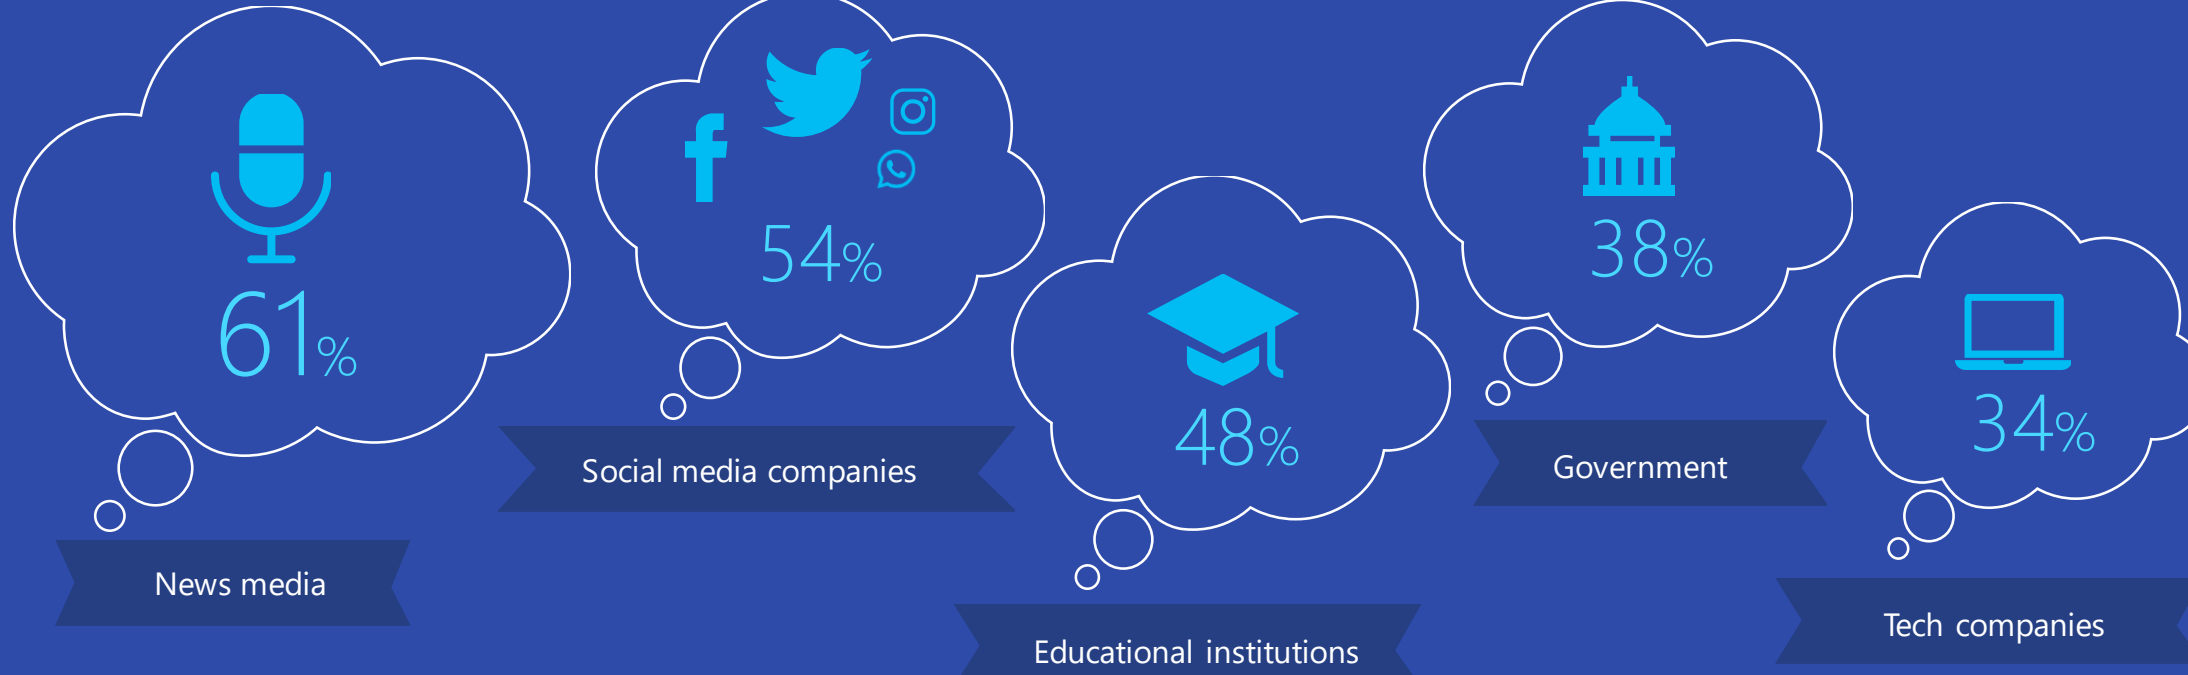 61%
News media
54%
Social media companies
48%
Educational institutions
38%
Government
34%
Tech companies